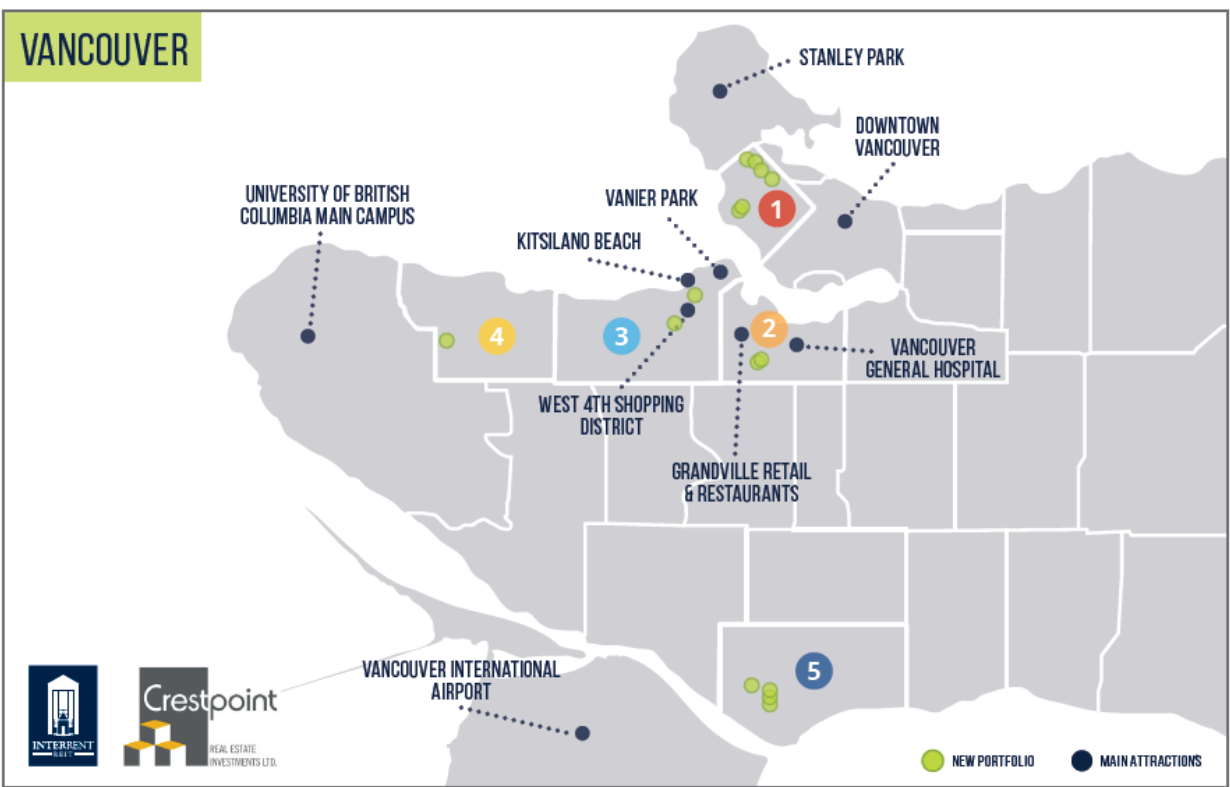 VANCOUVER
STANLEY PARK
DOWNTOWN
VANCOUVER
UNIVERSITY OF BRITISH
COLUMBIA MAIN CAMPUS
VANIER PARK
KITSILANO BEACH
1
2
3
4
VANCOUVER
GENERAL HOSPITAL
WEST 4TH SHOPPING
DISTRICT
GRANDVILLE RETAIL
& RESTAURANTS
5
VANCOUVER INTERNATIONAL
AIRPORT
INTERRENT
REIT
Crestpoint
REAL ESTATE
INVESTMENTS LTD.
NEW PORTFOLIO
MAIN ATTRACTIONS